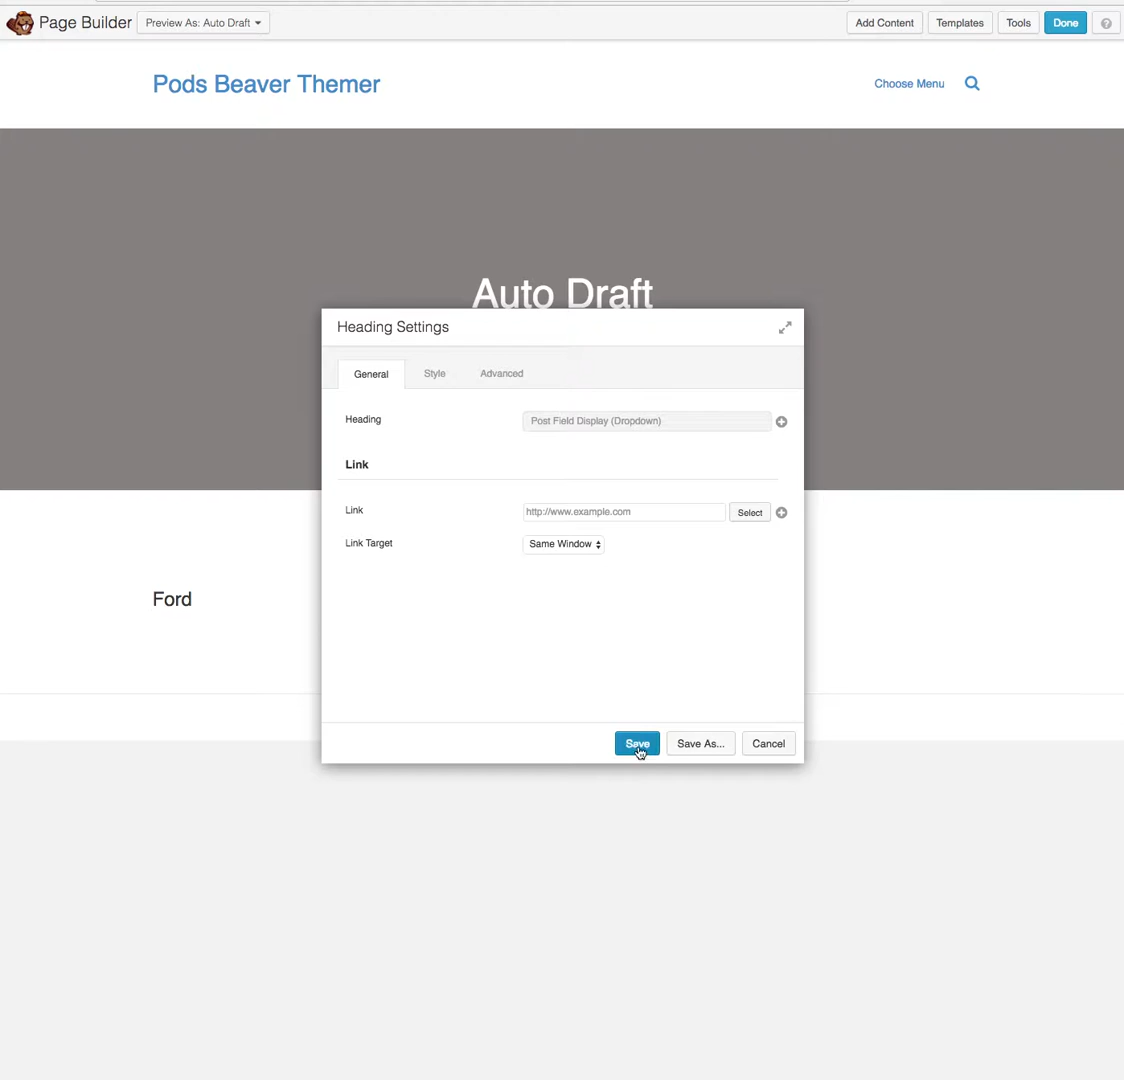 Page Builder Preview As: Auto Draft Add Content Templates Tools Done ?
Pods Beaver Themer Choose Menu
Auto Draft
Heading Settings
General Style Advanced
Heading Post Field Display (Dropdown)
Link
Link http://www.example.com Select
Link Target Same Window
Ford
Save Save As... Cancel